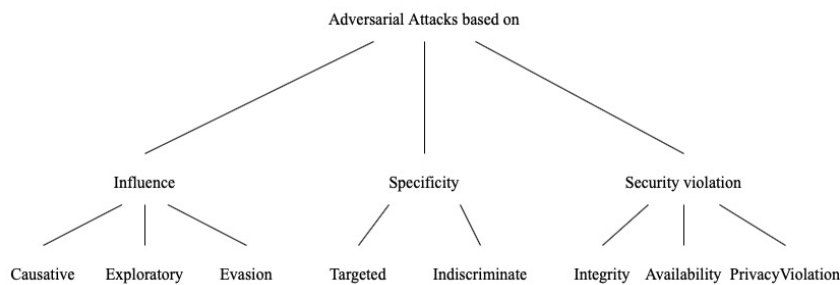 Adversarial Attacks based on
Influence Specificity Security violation
Causative Exploratory Evasion Targeted Indiscriminate Integrity Availability PrivacyViolation